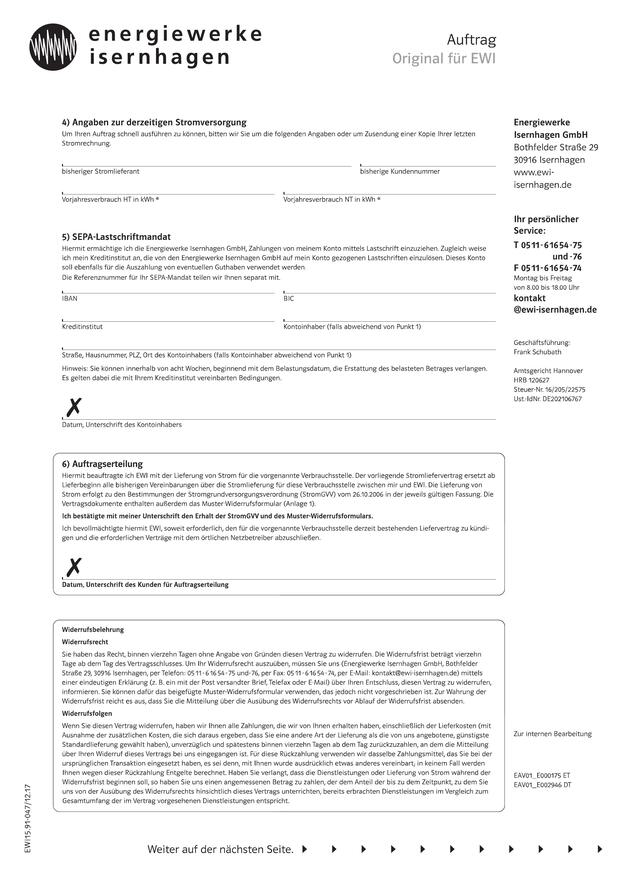 energiewerke
isernhagen
Auftrag
Original für EWI
4) Angaben zur derzeitigen Stromversorgung
Um Ihren Auftrag schnell ausführen zu können, bitten wir Sie um die folgenden Angaben oder um Zusendung einer Kopie Ihrer letzten
Stromrechnung.
bisheriger Stromlieferant
bisherige Kundennummer
Vorjahresverbrauch HT in kWh *
Vorjahresverbrauch NT in kWh *
5) SEPA-Lastschriftmandat
Hiermit ermächtige ich die Energiewerke Isernhagen GmbH, Zahlungen von meinem Konto mittels Lastschrift einzuziehen. Zugleich weise
ich mein Kreditinstitut an, die von den Energiewerke Isernhagen GmbH auf mein Konto gezogenen Lastschriften einzulösen. Dieses Konto
soll ebenfalls für die Auszahlung von eventuellen Guthaben verwendet werden
Die Referenznummer für Ihr SEPA-Mandat teilen wir Ihnen separat mit.
IBAN
BIC
Kreditinstitut
Kontoinhaber (falls abweichend von Punkt 1)
Straße, Hausnummer, PLZ, Ort des Kontoinhabers (falls Kontoinhaber abweichend von Punkt 1)
Hinweis: Sie können innerhalb von acht Wochen, beginnend mit dem Belastungsdatum, die Erstattung des belasteten Betrages verlangen.
Es gelten dabei die mit Ihrem Kreditinstitut vereinbarten Bedingungen.
✗
Datum, Unterschrift des Kontoinhabers
6) Auftragserteilung
Hiermit beauftragte ich EWI mit der Lieferung von Strom für die vorgenannte Verbrauchsstelle. Der vorliegende Stromliefervertrag ersetzt ab
Lieferbeginn alle bisherigen Vereinbarungen über die Stromlieferung für diese Verbrauchsstelle zwischen mir und EWI. Die Lieferung von
Strom erfolgt zu den Bestimmungen der Stromgrundversorgungsverordnung (StromGVV) vom 26.10.2006 in der jeweils gültigen Fassung. Die
Vertragsdokumente enthalten außerdem das Muster Widerrufsformular (Anlage 1).
Ich bestätigte mit meiner Unterschrift den Erhalt der StromGVV und des Muster-Widerrufsformulars.
Ich bevollmächtigte hiermit EWI, soweit erforderlich, den für die vorgenannte Verbrauchsstelle derzeit bestehenden Liefervertrag zu kündi-
gen und die erforderlichen Verträge mit dem örtlichen Netzbetreiber abzuschließen.
✗
Datum, Unterschrift des Kunden für Auftragserteilung
Widerrufsbelehrung
Widerrufsrecht
Sie haben das Recht, binnen vierzehn Tagen ohne Angabe von Gründen diesen Vertrag zu widerrufen. Die Widerrufsfrist beträgt vierzehn
Tage ab dem Tag des Vertragsschlusses. Um Ihr Widerrufsrecht auszuüben, müssen Sie uns (Energiewerke Isernhagen GmbH, Bothfelder
Straße 29, 30916 Isernhagen, per Telefon: 0511-61654-75 und-76, per Fax: 0511-61654-74, per E-Mail: kontakt@ewi-isernhagen.de) mittels
einer eindeutigen Erklärung (z. B. ein mit der Post versandter Brief, Telefax oder E-Mail) über Ihren Entschluss, diesen Vertrag zu widerrufen,
informieren. Sie können dafür das beigefügte Muster-Widerrufsformular verwenden, das jedoch nicht vorgeschrieben ist. Zur Wahrung der
Widerrufsfrist reicht es aus, dass Sie die Mitteilung über die Ausübung des Widerrufsrechts vor Ablauf der Widerrufsfrist absenden.
Widerrufsfolgen
Wenn Sie diesen Vertrag widerrufen, haben wir Ihnen alle Zahlungen, die wir von Ihnen erhalten haben, einschließlich der Lieferkosten (mit
Ausnahme der zusätzlichen Kosten, die sich daraus ergeben, dass Sie eine andere Art der Lieferung als die von uns angebotene, günstigste
Standardlieferung gewählt haben), unverzüglich und spätestens binnen vierzehn Tagen ab dem Tag zurückzuzahlen, an dem die Mitteilung
über Ihren Widerruf dieses Vertrags bei uns eingegangen ist. Für diese Rückzahlung verwenden wir dasselbe Zahlungsmittel, das Sie bei der
ursprünglichen Transaktion eingesetzt haben, es sei denn, mit Ihnen wurde ausdrücklich etwas anderes vereinbart; in keinem Fall werden
Ihnen wegen dieser Rückzahlung Entgelte berechnet. Haben Sie verlangt, dass die Dienstleistungen oder Lieferung von Strom während der
Widerrufsfrist beginnen soll, so haben Sie uns einen angemessenen Betrag zu zahlen, der dem Anteil der bis zu dem Zeitpunkt, zu dem Sie
uns von der Ausübung des Widerrufsrechts hinsichtlich dieses Vertrags unterrichten, bereits erbrachten Dienstleistungen im Vergleich zum
Gesamtumfang der im Vertrag vorgesehenen Dienstleistungen entspricht.
Energiewerke
Isernhagen GmbH
Bothfelder Straße 29
30916 Isernhagen
www.ewi-
isernhagen.de
Ihr persönlicher
Service:
T 0511-61654-75
und -76
F 0511-61654-74
Montag bis Freitag
von 8.00 bis 18.00 Uhr
kontakt
@ewi-isernhagen.de
Geschäftsführung:
Frank Schubath
Amtsgericht Hannover
HRB 120627
Steuer-Nr. 16/205/22575
Ust.-IdNr. DE202106767
Zur internen Bearbeitung
EAV01_E000175 ET
EAV01_E002946 DT
EWI15.91-047/12.17
Weiter auf der nächsten Seite.